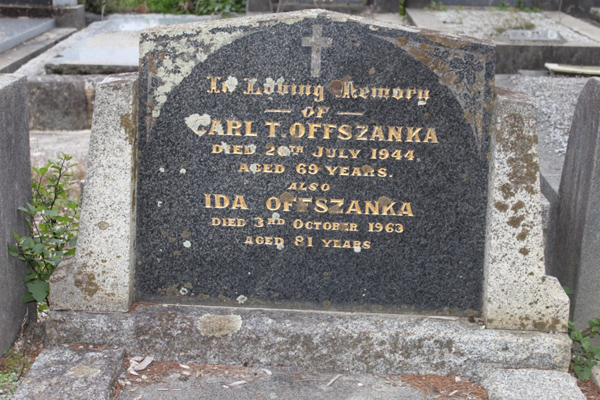 In Loving Memory
OF
CARL T. OFFSZANKA
DIED 26TH JULY 1944.
AGED 69 YEARS.
ALSO
IDA OFFSZANKA
DIED 3RD OCTOBER 1963
AGED 81 YEARS